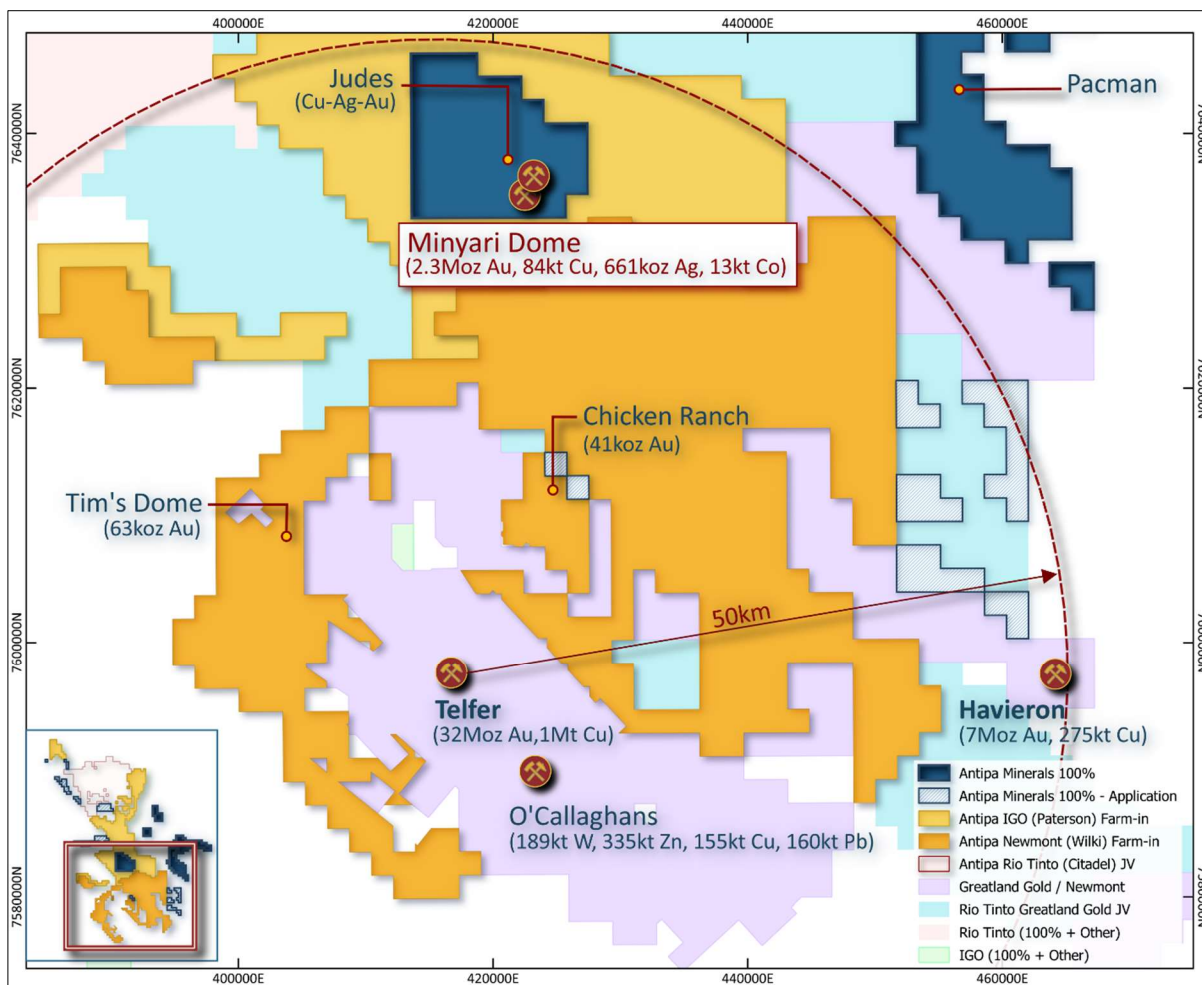 400000E
420000E
440000E
460000E
Judes
(Cu-Ag-Au)
Pacman
7640000N
7640000N
Minyari Dome
(2.3Moz Au, 84kt Cu, 661koz Ag, 13kt Co)
7620000N
7620000N
Chicken Ranch
(41koz Au)
Tim's Dome
(63koz Au)
50km
7600000N
7600000N
Telfer
(32Moz Au,1Mt Cu)
Havieron
(7Moz Au, 275kt Cu)
O'Callaghans
(189kt W, 335kt Zn, 155kt Cu, 160kt Pb)
Antipa Minerals 100%
Antipa Minerals 100% - Application
Antipa IGO (Paterson) Farm-in
Antipa Newmont (Wilki) Farm-in
Antipa Rio Tinto (Citadel) JV
Greatland Gold / Newmont
Rio Tinto Greatland Gold JV
Rio Tinto (100% + Other)
IGO (100% + Other)
7580000N
7580000N
400000E
420000E
440000E
460000E